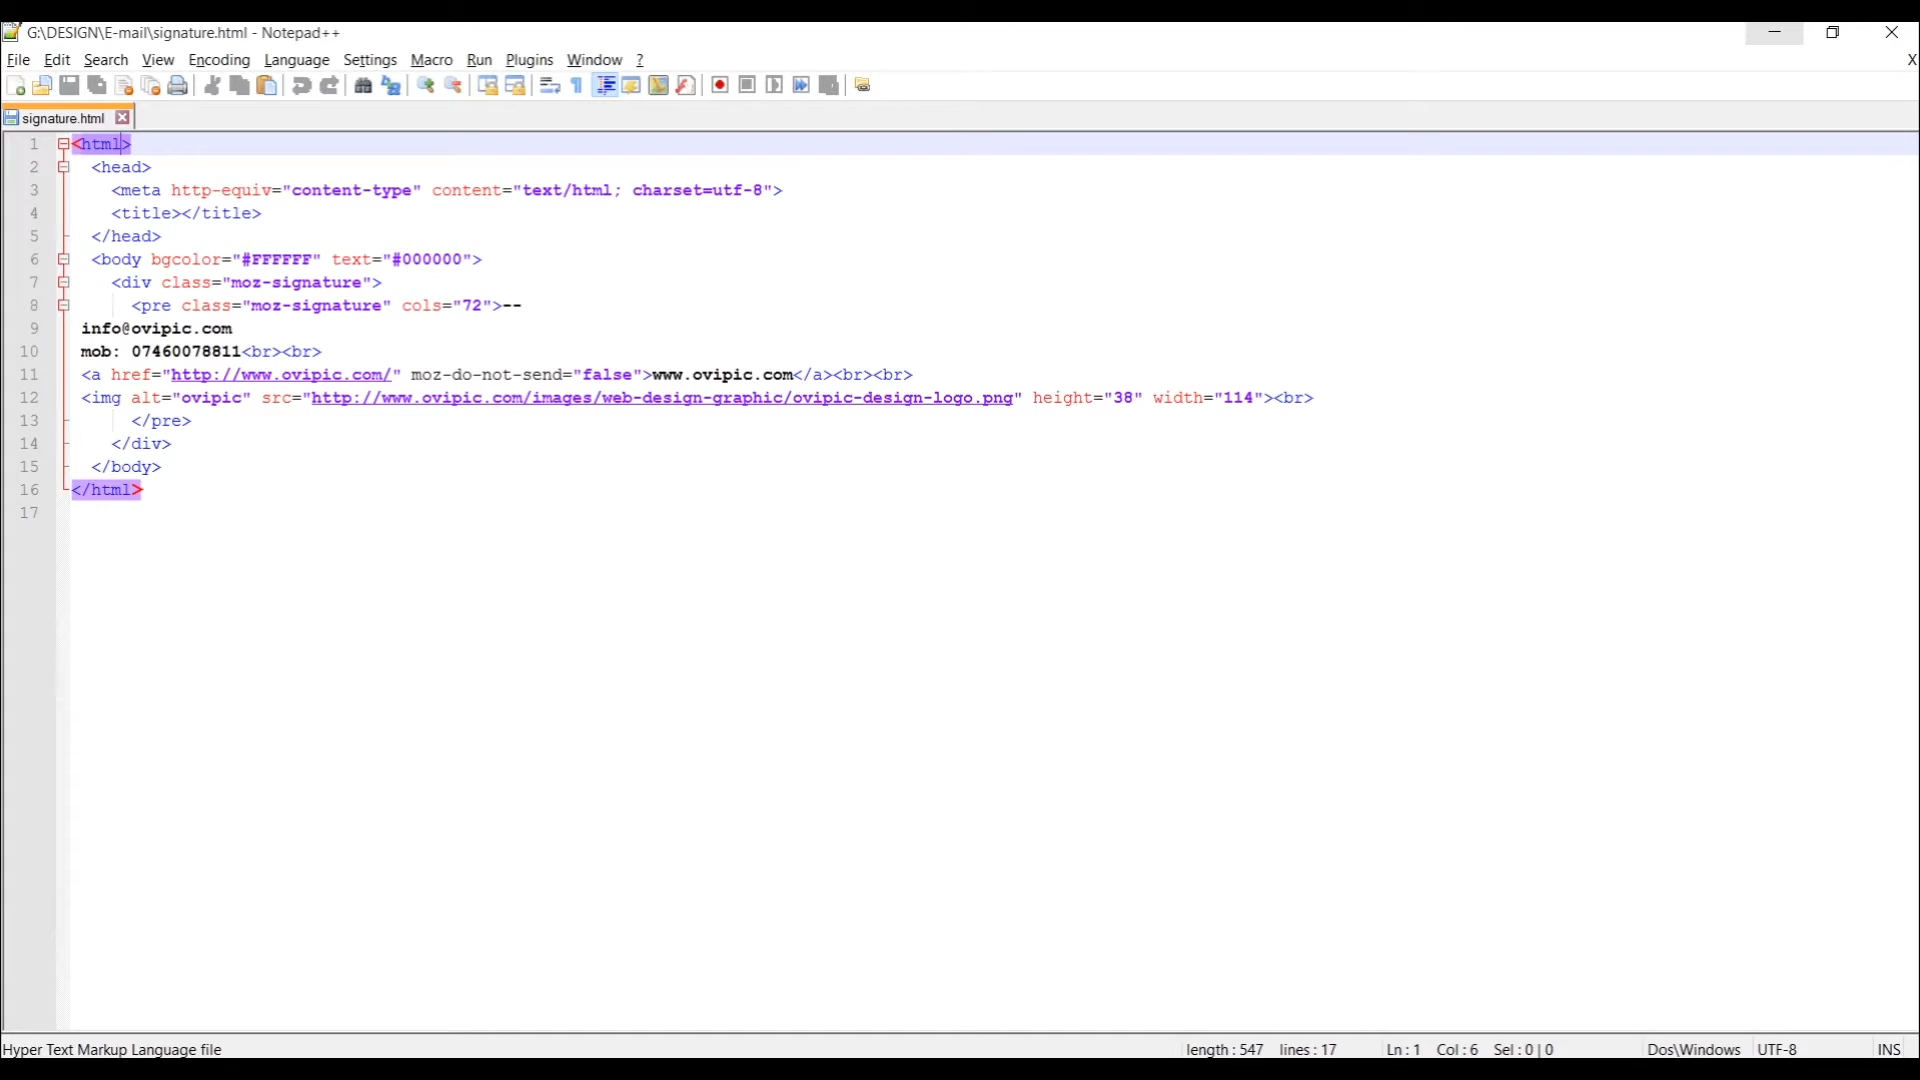 G:\DESIGN\E-mail\signature.html - Notepad++
File Edit Search View Encoding Language Settings Macro Run Plugins Window ? X
signature.html
1 <html>
2 <head>
3 <meta http-equiv="content-type" content="text/html; charset=utf-8">
4 <title></title>
5 </head>
6 <body bgcolor="#FFFFFF" text="#000000">
7 <div class="moz-signature">
8 <pre class="moz-signature" cols="72">--
9 info@ovipic.com
10 mob: 07460078811<br><br>
11 <a href="http://www.ovipic.com/" moz-do-not-send="false">www.ovipic.com</a><br><br>
12 <img alt="ovipic" src="http://www.ovipic.com/images/web-design-graphic/ovipic-design-logo.png" height="38" width="114"><br>
13 </pre>
14 </div>
15 </body>
16 </html>
17
Hyper Text Markup Language file length : 547 lines : 17 Ln : 1 Col : 6 Sel : 0 | 0 Dos\Windows UTF-8 INS